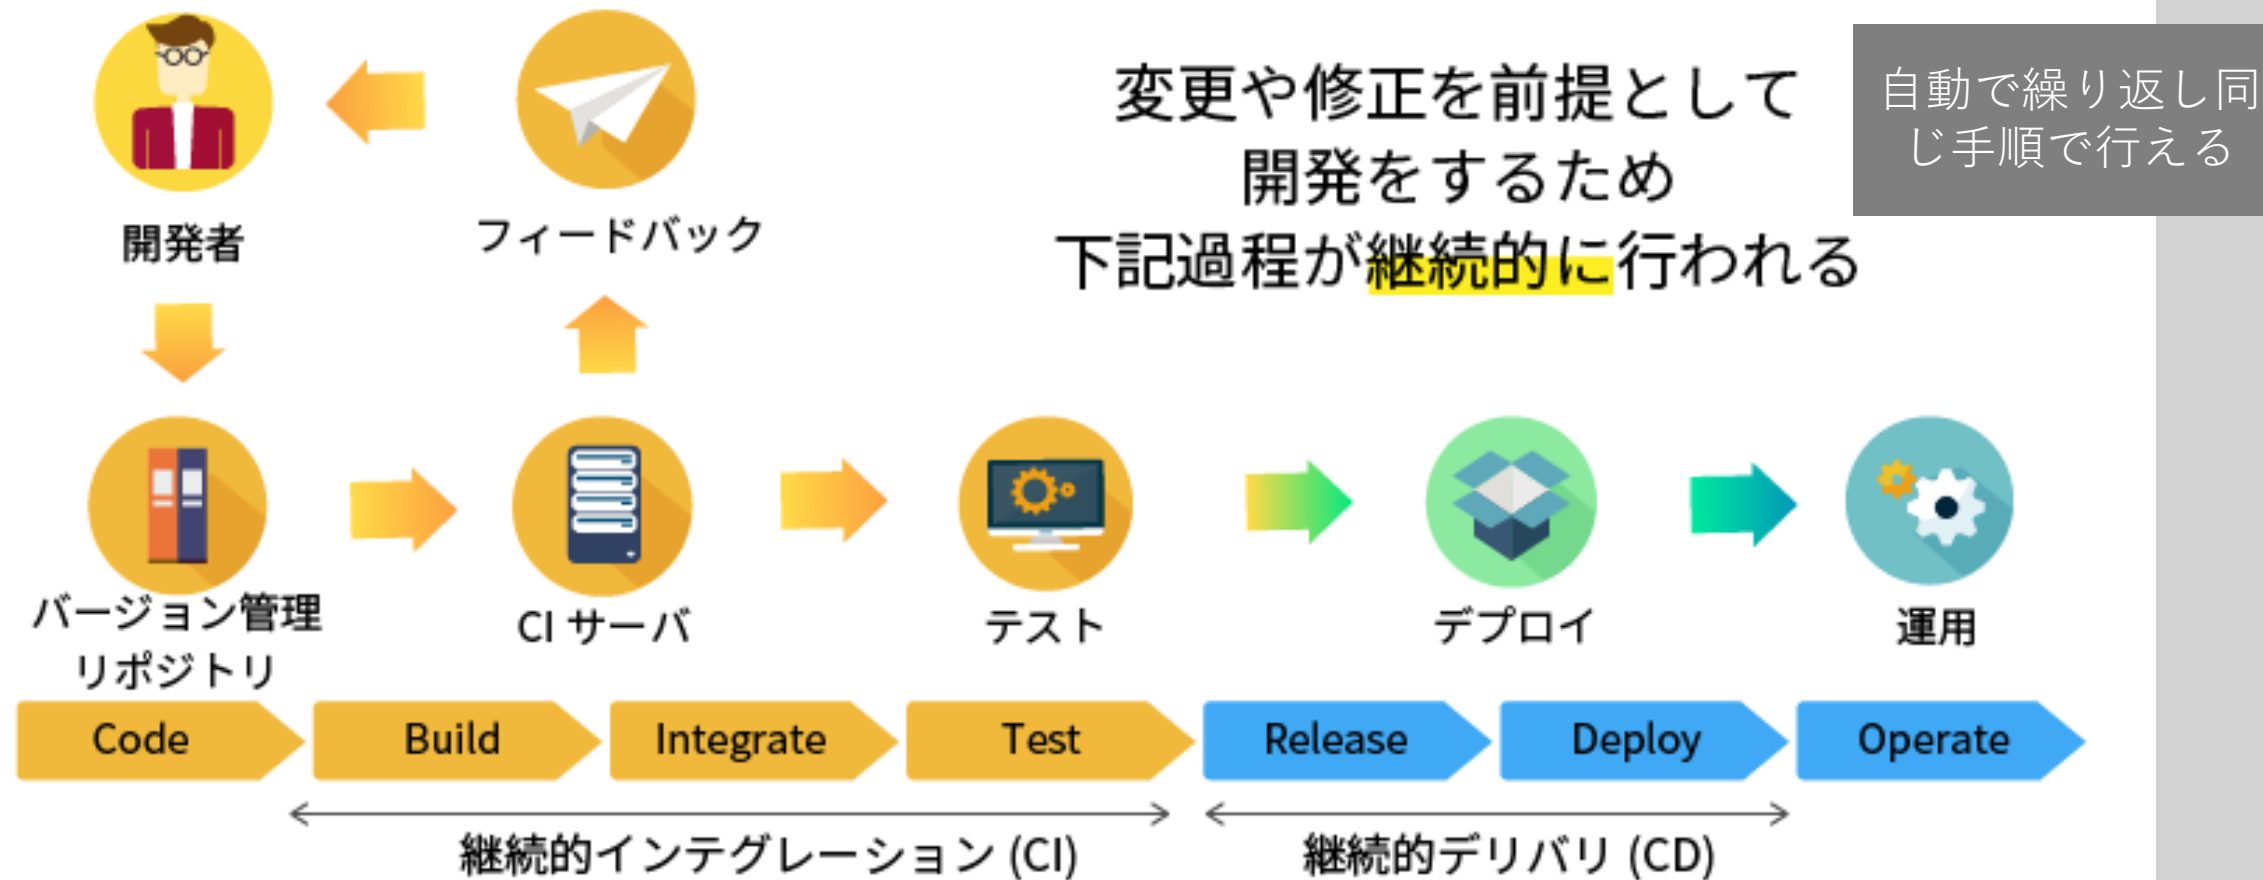 変更や修正を前提として
開発をするため
下記過程が継続的に行われる
自動で繰り返し同
じ手順で行える
開発者
フィードバック
バージョン管理
リポジトリ
CI サーバ
テスト
デプロイ
運用
Code
Build
Integrate
Test
Release
Deploy
Operate
継続的インテグレーション (CI)
継続的デリバリ (CD)